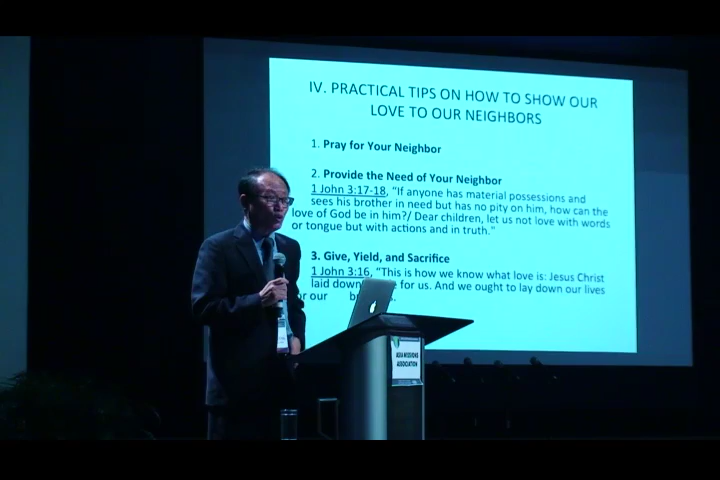 IV. PRACTICAL TIPS ON HOW TO SHOW OUR
LOVE TO OUR NEIGHBORS
1. Pray for Your Neighbor
2. Provide the Need of Your Neighbor
1 John 3:17-18, "If anyone has material possessions and
sees his brother in need but has no pity on him, how can the
love of God be in him?/ Dear children, let us not love with words
or tongue but with actions and in truth."
3. Give, Yield, and Sacrifice
1 John 3:16, "This is how we know what love is: Jesus Christ
laid down for us. And we ought to lay down our lives
our
ASIA MISSIONS
ASSOCIATION